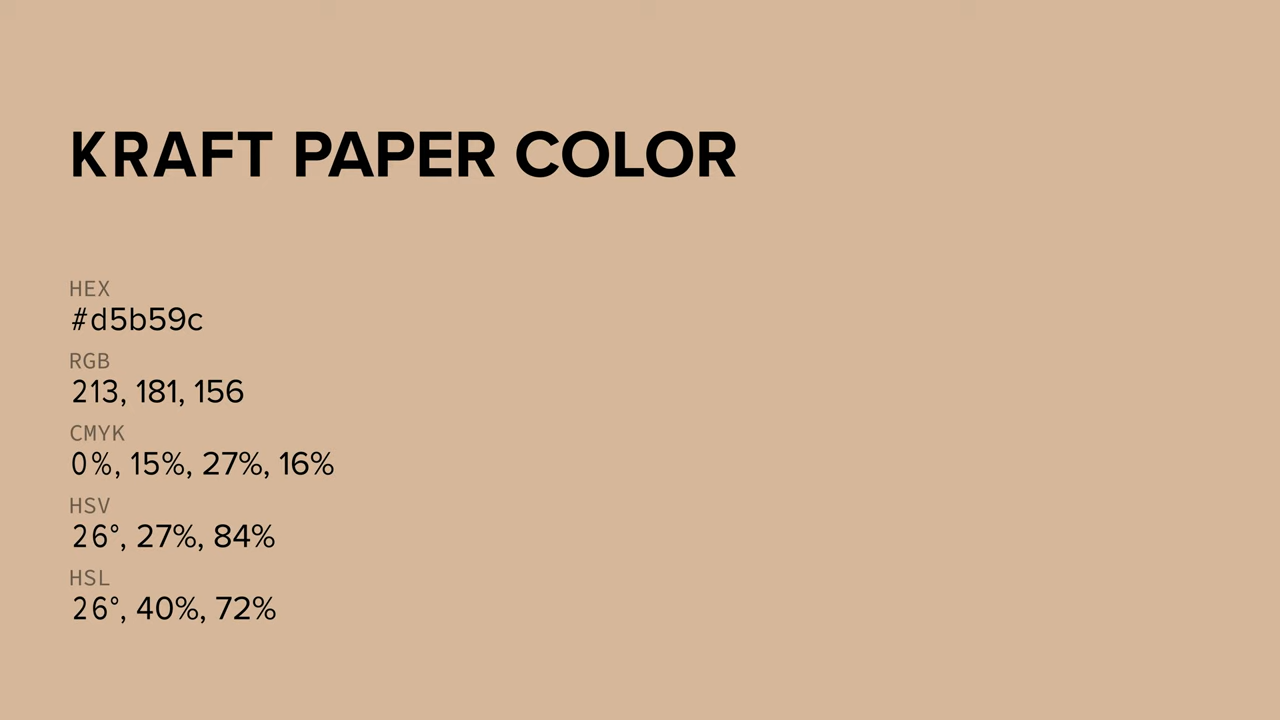 KRAFT PAPER COLOR
HEX
#d5b59c
RGB
213, 181, 156
CMYK
0%, 15%, 27%, 16%
HSV
26°, 27%, 84%
HSL
26°, 40%, 72%